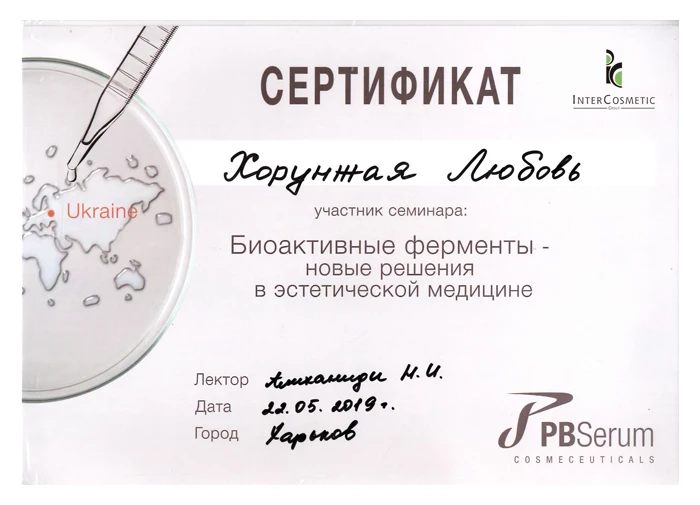 СЕРТИФИКАТ
INTERCOSMETIC
GROUP
Хорунжая Любовь
Ukraine
участник семинара:
Биоактивные ферменты -
новые решения
в эстетической медицине
Лектор Алиханиди Н.И.
Дата 22.05.2019г.
Город Харьков
PBSerum
COSMECEUTICALS